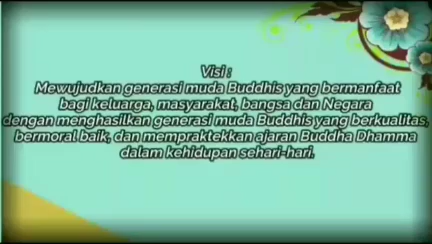 Visi :
Mewujudkan generasi muda Buddhis yang bermanfaat
bagi keluarga, masyarakat, bangsa dan Negara
dengan menghasilkan generasi muda Buddhis yang berkualitas,
bermoral baik, dan mempraktekkan ajaran Buddha Dhamma
dalam kehidupan sehari-hari.